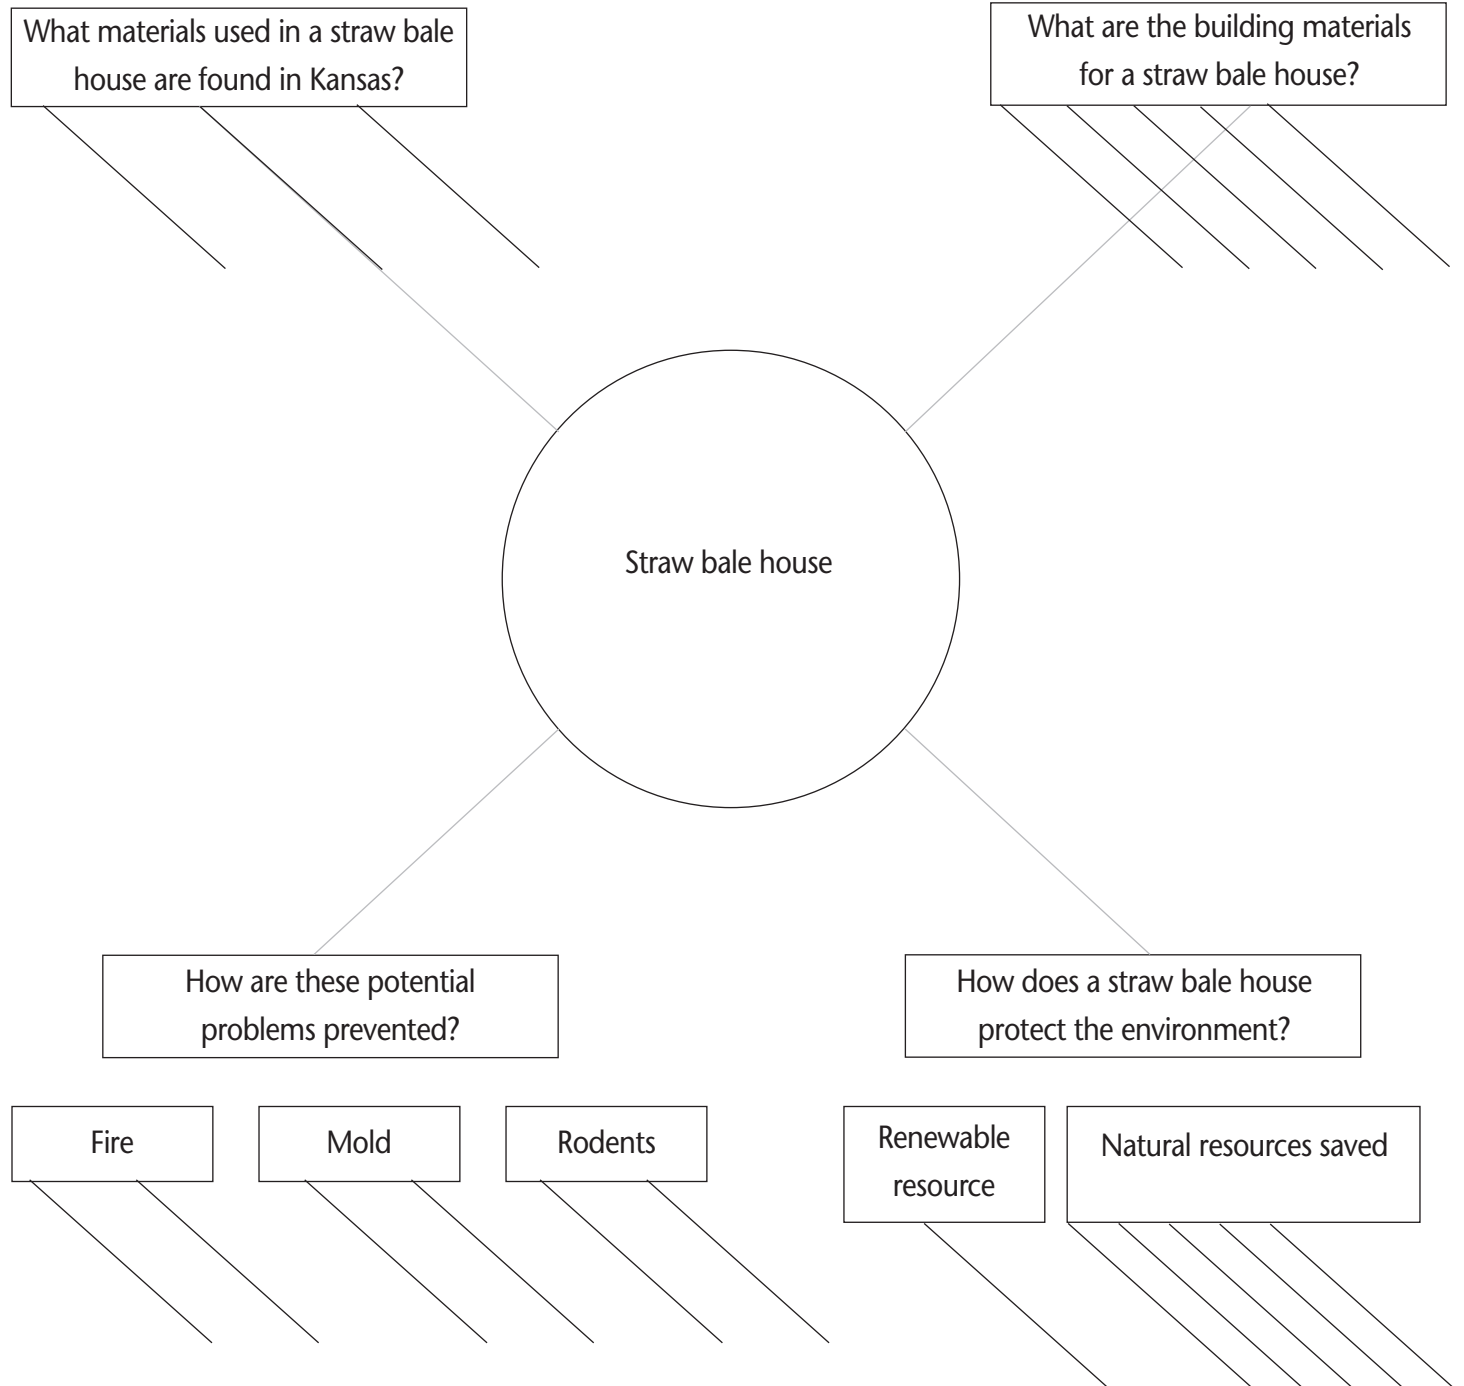 What materials used in a straw bale
house are found in Kansas?
What are the building materials
for a straw bale house?
Straw bale house
How are these potential
problems prevented?
How does a straw bale house
protect the environment?
Fire
Mold
Rodents
Renewable
resource
Natural resources saved